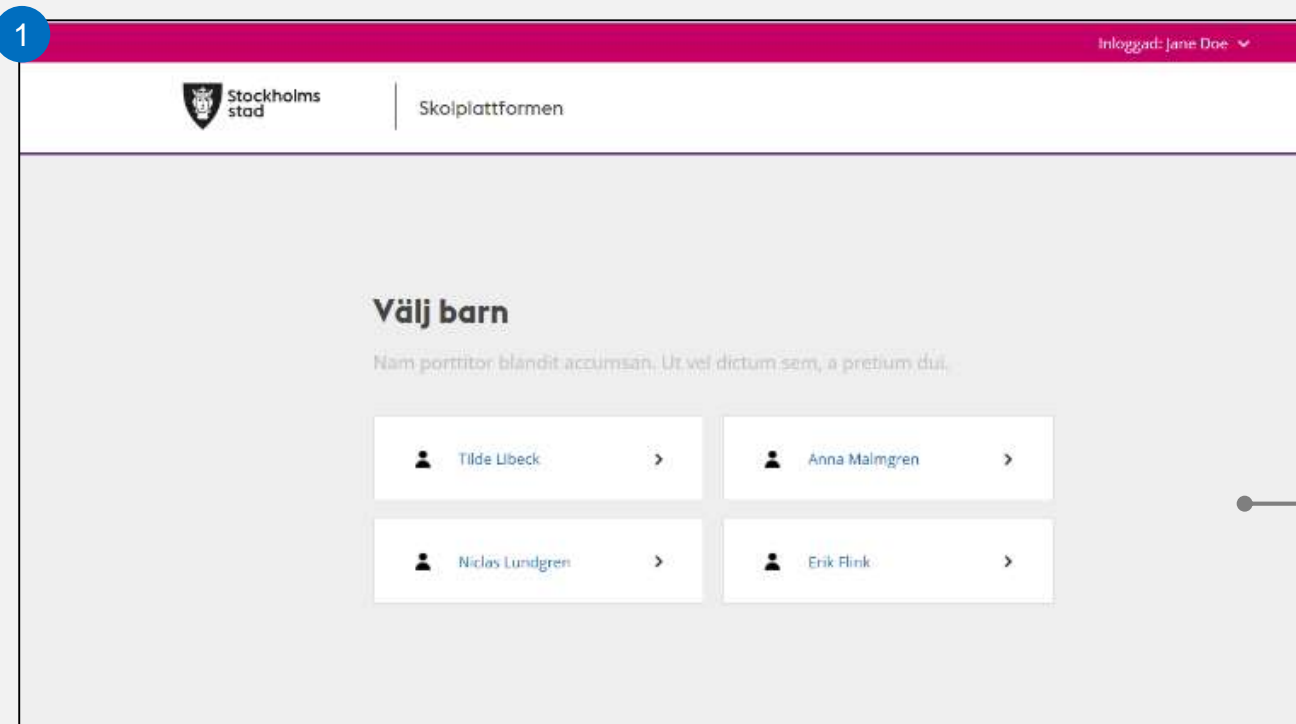 1
Inloggad: Jane Doe
Stockholms
stad
Skolplattformen
Välj barn
Nam porttitor blandit accumsan. Ut vel dictum sem, a pretium dui.
Tilde Libeck
Anna Malmgren
Niclas Lundgren
Erik Flink